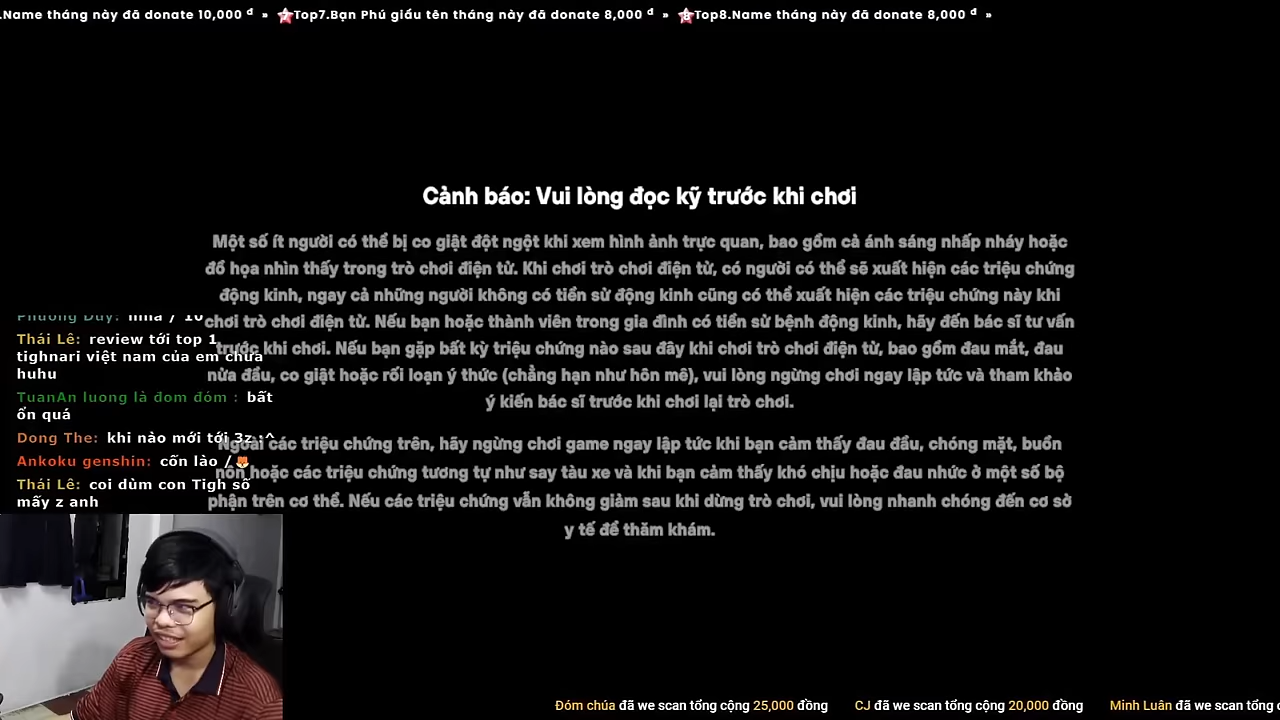 .Name tháng này đã donate 10,000 đ » Top7.Bạn Phú giấu tên tháng này đã donate 8,000 đ » Top8.Name tháng này đã donate 8,000 đ »
Cảnh báo: Vui lòng đọc kỹ trước khi chơi
Một số ít người có thể bị co giật đột ngột khi xem hình ảnh trực quan, bao gồm cả ánh sáng nhấp nháy hoặc
đồ họa nhìn thấy trong trò chơi điện tử. Khi chơi trò chơi điện tử, có người có thể sẽ xuất hiện các triệu chứng
động kinh, ngay cả những người không có tiền sử động kinh cũng có thể xuất hiện các triệu chứng này khi
chơi trò chơi điện tử. Nếu bạn hoặc thành viên trong gia đình có tiền sử bệnh động kinh, hãy đến bác sĩ tư vấn
trước khi chơi. Nếu bạn gặp bất kỳ triệu chứng nào sau đây khi chơi trò chơi điện tử, bao gồm đau mắt, đau
nửa đầu, co giật hoặc rối loạn ý thức (chẳng hạn như hôn mê), vui lòng ngừng chơi ngay lập tức và tham khảo
ý kiến bác sĩ trước khi chơi lại trò chơi.
Ngoài các triệu chứng trên, hãy ngừng chơi game ngay lập tức khi bạn cảm thấy đau đầu, chóng mặt, buồn
nôn hoặc các triệu chứng tương tự như say tàu xe và khi bạn cảm thấy khó chịu hoặc đau nhức ở một số bộ
phận trên cơ thể. Nếu các triệu chứng vẫn không giảm sau khi dừng trò chơi, vui lòng nhanh chóng đến cơ sở
y tế để thăm khám.
Phương Duy: nhà / 10
Thái Lê: review tới top 1
tighnari việt nam của em chưa
huhu
TuanAn luong là đom đóm : bất
ổn quá
Dong The: khi nào mới tới 3z :^
Ankoku genshin: cốn lào /
Thái Lê: coi dùm con Tigh số
mấy z anh
Đóm chúa đã we scan tổng cộng 25,000 đồng CJ đã we scan tổng cộng 20,000 đồng Minh Luân đã we scan tổng